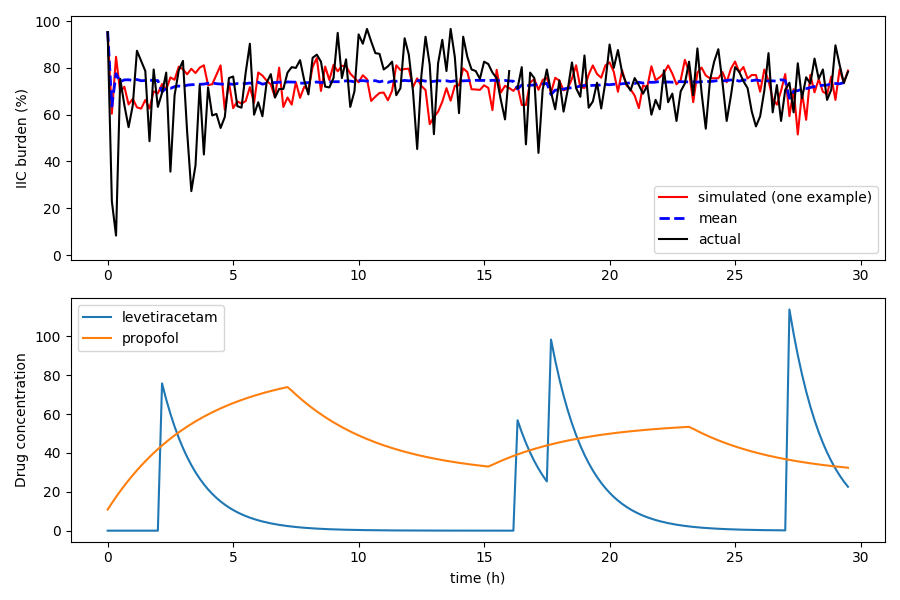 100
80
60
40
20
0
IIC burden (%)
simulated (one example)
mean
actual
0 5 10 15 20 25 30
levetiracetam
propofol
100
80
60
40
20
0
Drug concentration
0 5 10 15 20 25 30
time (h)